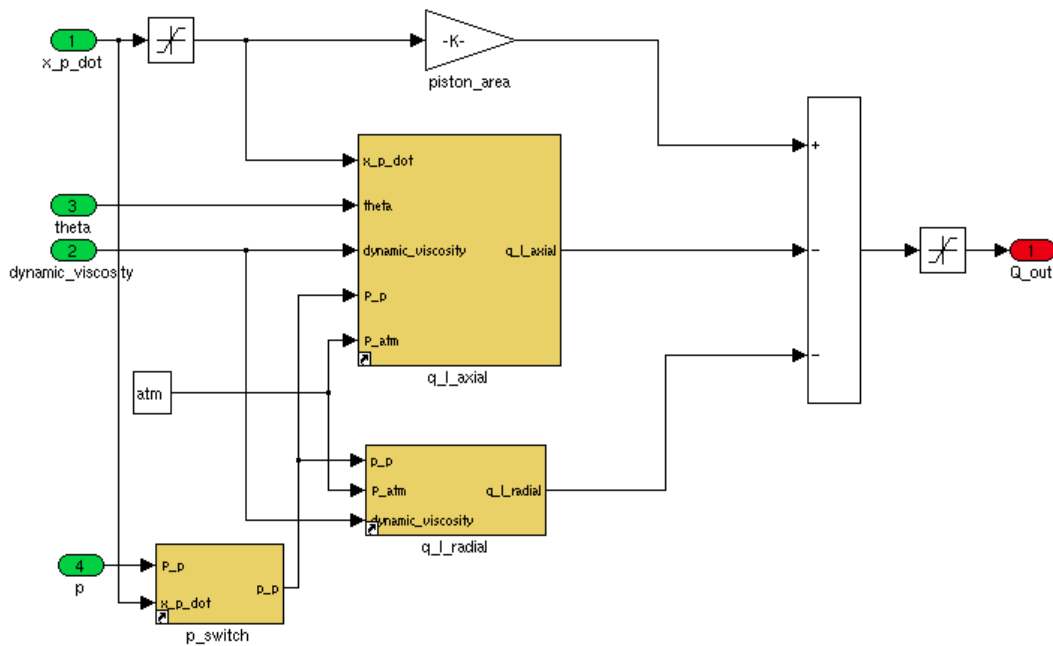 1
x_p_dot
-K-
piston_area
x_p_dot
3
theta
theta
+
2
dynamic_viscosity
dynamic_viscosity
q_l_axial
-
1
Q_out
P_p
P_atm
q_l_axial
-
atm
p_p
P_atm
q_l_radial
dynamic_viscosity
q_l_radial
4
p
P_p
p_p
x_p_dot
p_switch